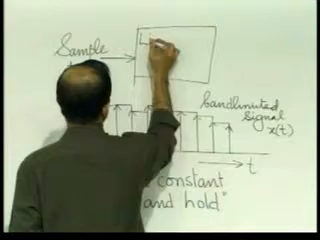 Sample
L
bandlimited
signal
x(t)
t
constant
and hold"